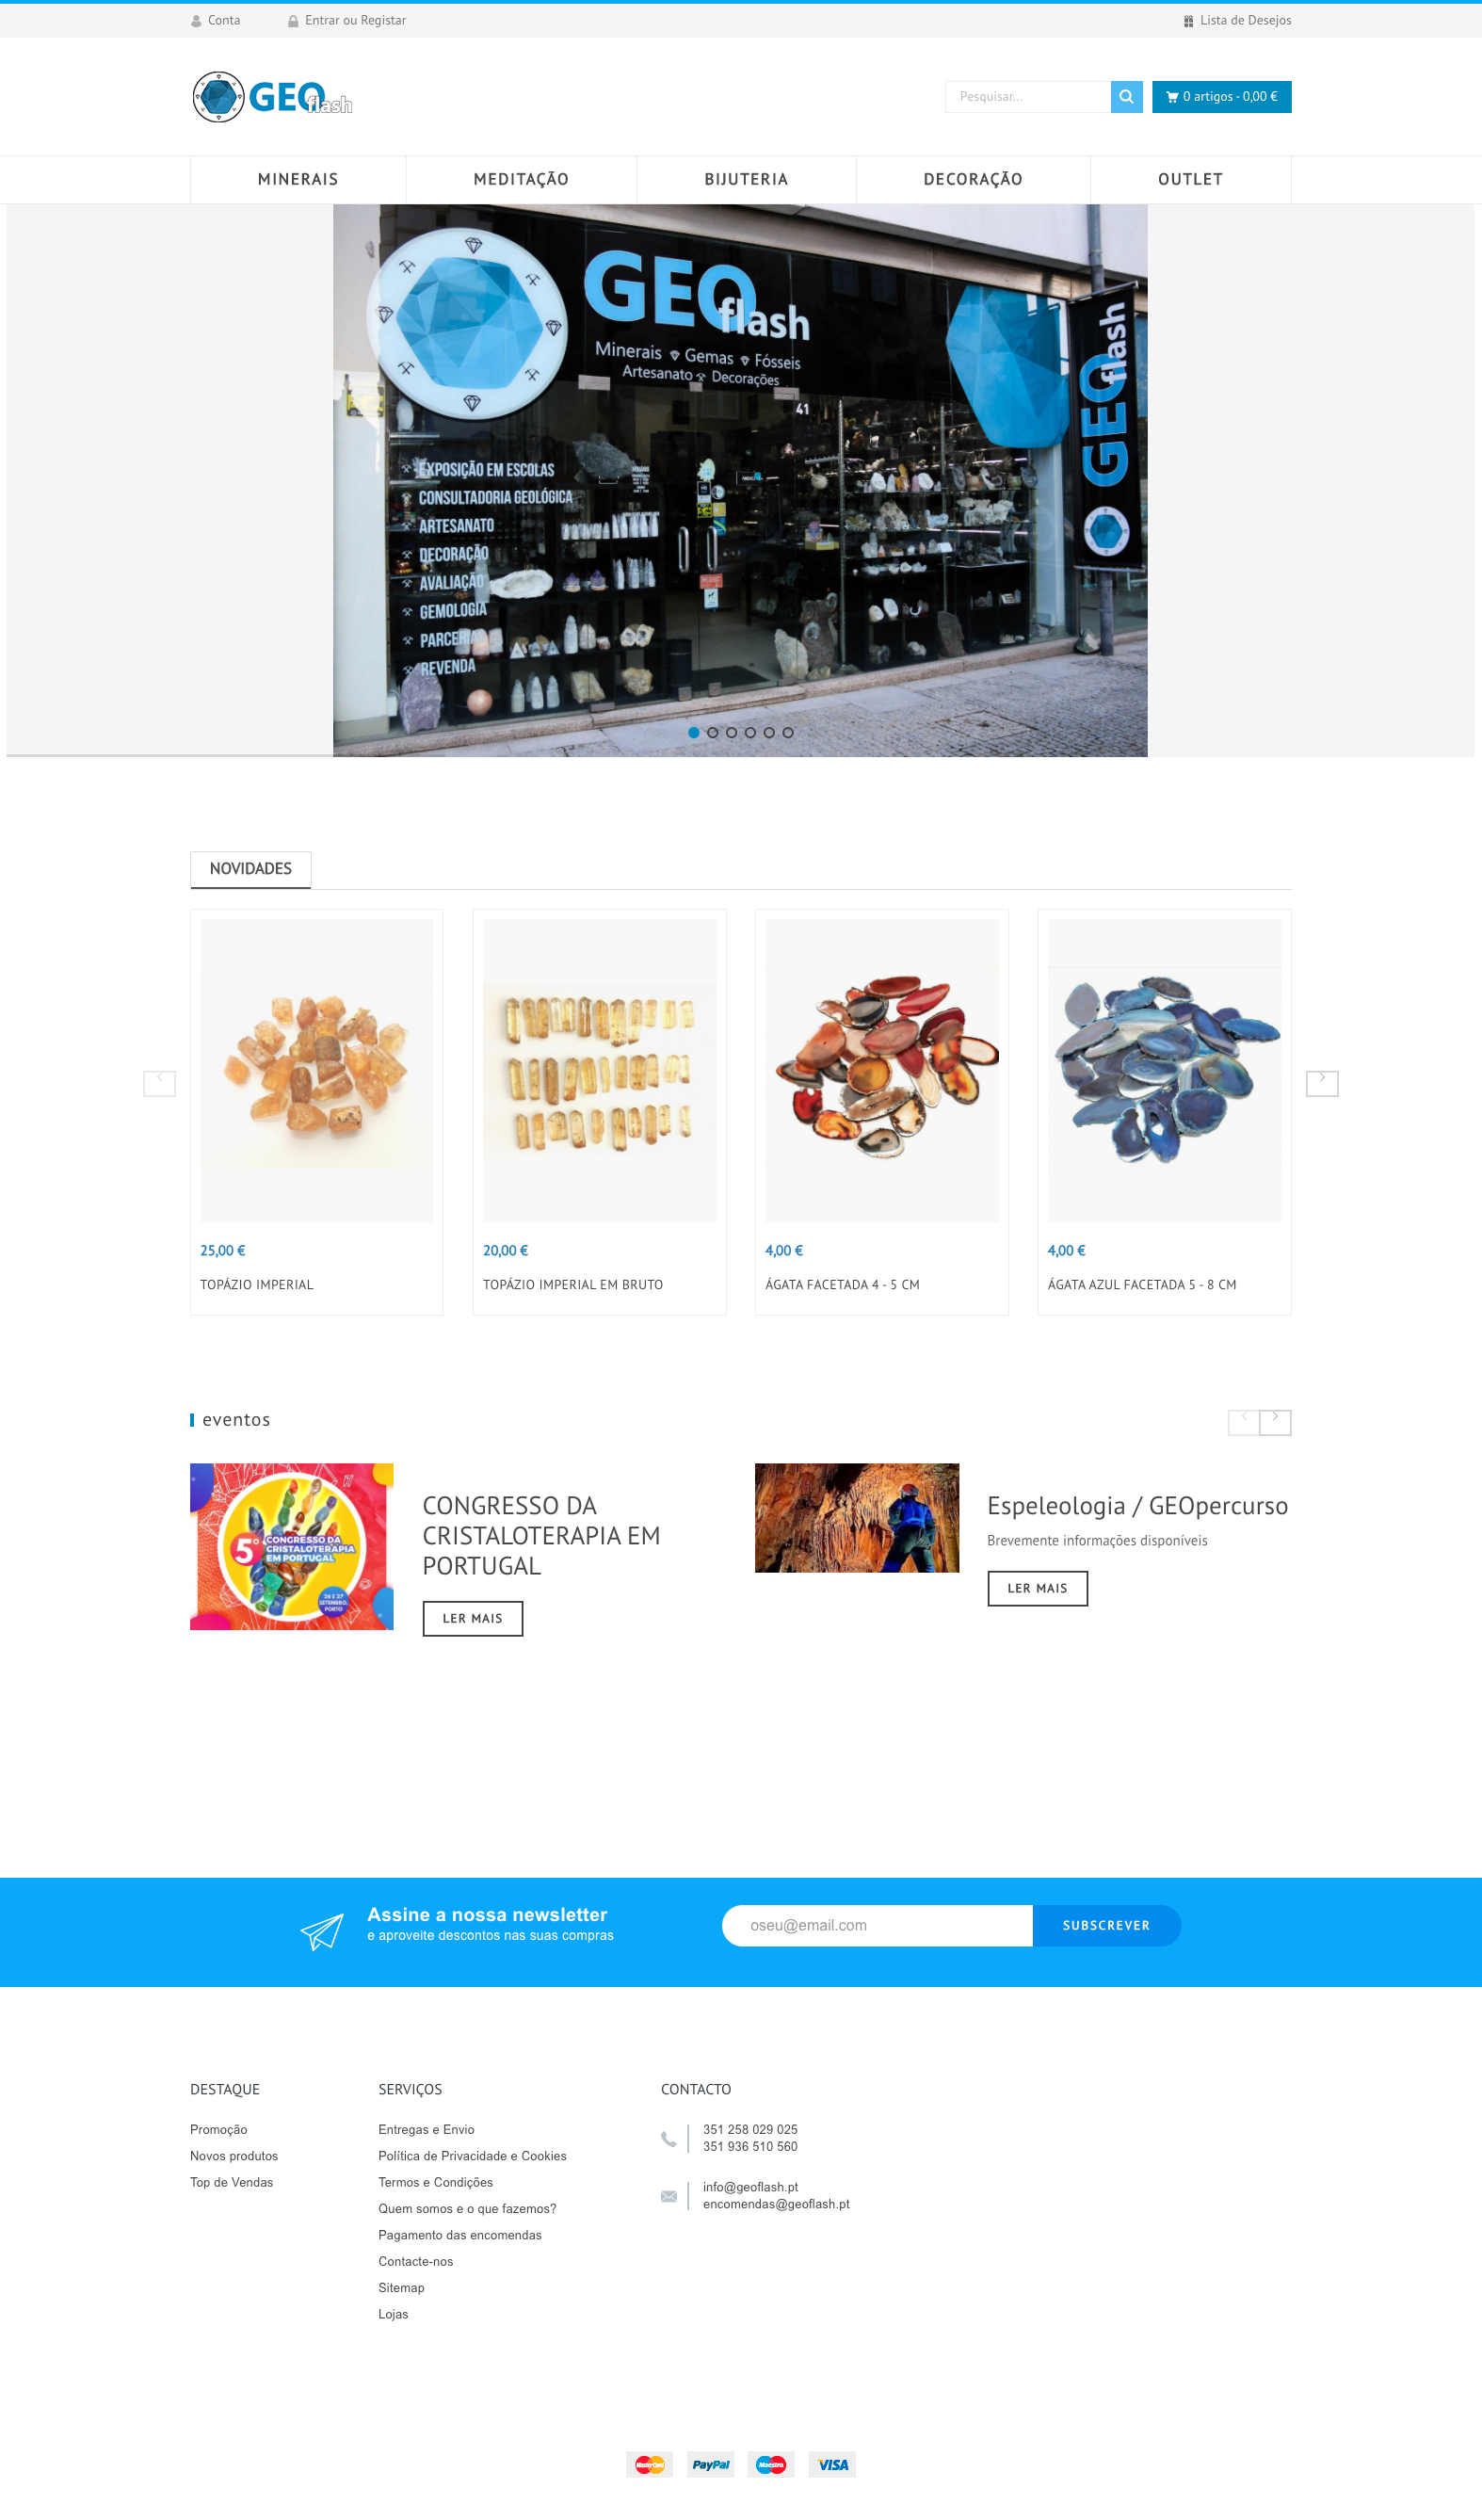 Conta
Entrar ou Registar
Lista de Desejos
GEO flash
Pesquisar...
0 artigos - 0,00 €
MINERAIS
MEDITAÇÃO
BIJUTERIA
DECORAÇÃO
OUTLET
GEO
flash
Minerais Gemas Fósseis
Artesanato Decorações
41
GEO flash
EXPOSIÇÃO EM ESCOLAS
CONSULTADORIA GEOLÓGICA
ARTESANATO
DECORAÇÃO
AVALIAÇÃO
GEMOLOGIA
PARCERIA
REVENDA
NOVIDADES
25,00 €
TOPÁZIO IMPERIAL
20,00 €
TOPÁZIO IMPERIAL EM BRUTO
4,00 €
ÁGATA FACETADA 4 - 5 CM
4,00 €
ÁGATA AZUL FACETADA 5 - 8 CM
eventos
5º CONGRESSO DA
CRISTALOTERAPIA
EM PORTUGAL
26 E 27
SETEMBRO,
PORTO
CONGRESSO DA
CRISTALOTERAPIA EM
PORTUGAL
LER MAIS
Espeleologia / GEOpercurso
Brevemente informações disponíveis
LER MAIS
Assine a nossa newsletter
e aproveite descontos nas suas compras
oseu@email.com
SUBSCREVER
DESTAQUE
Promoção
Novos produtos
Top de Vendas
SERVIÇOS
Entregas e Envio
Política de Privacidade e Cookies
Termos e Condições
Quem somos e o que fazemos?
Pagamento das encomendas
Contacte-nos
Sitemap
Lojas
CONTACTO
351 258 029 025
351 936 510 560
info@geoflash.pt
encomendas@geoflash.pt
MasterCard
PayPal
Maestro
VISA